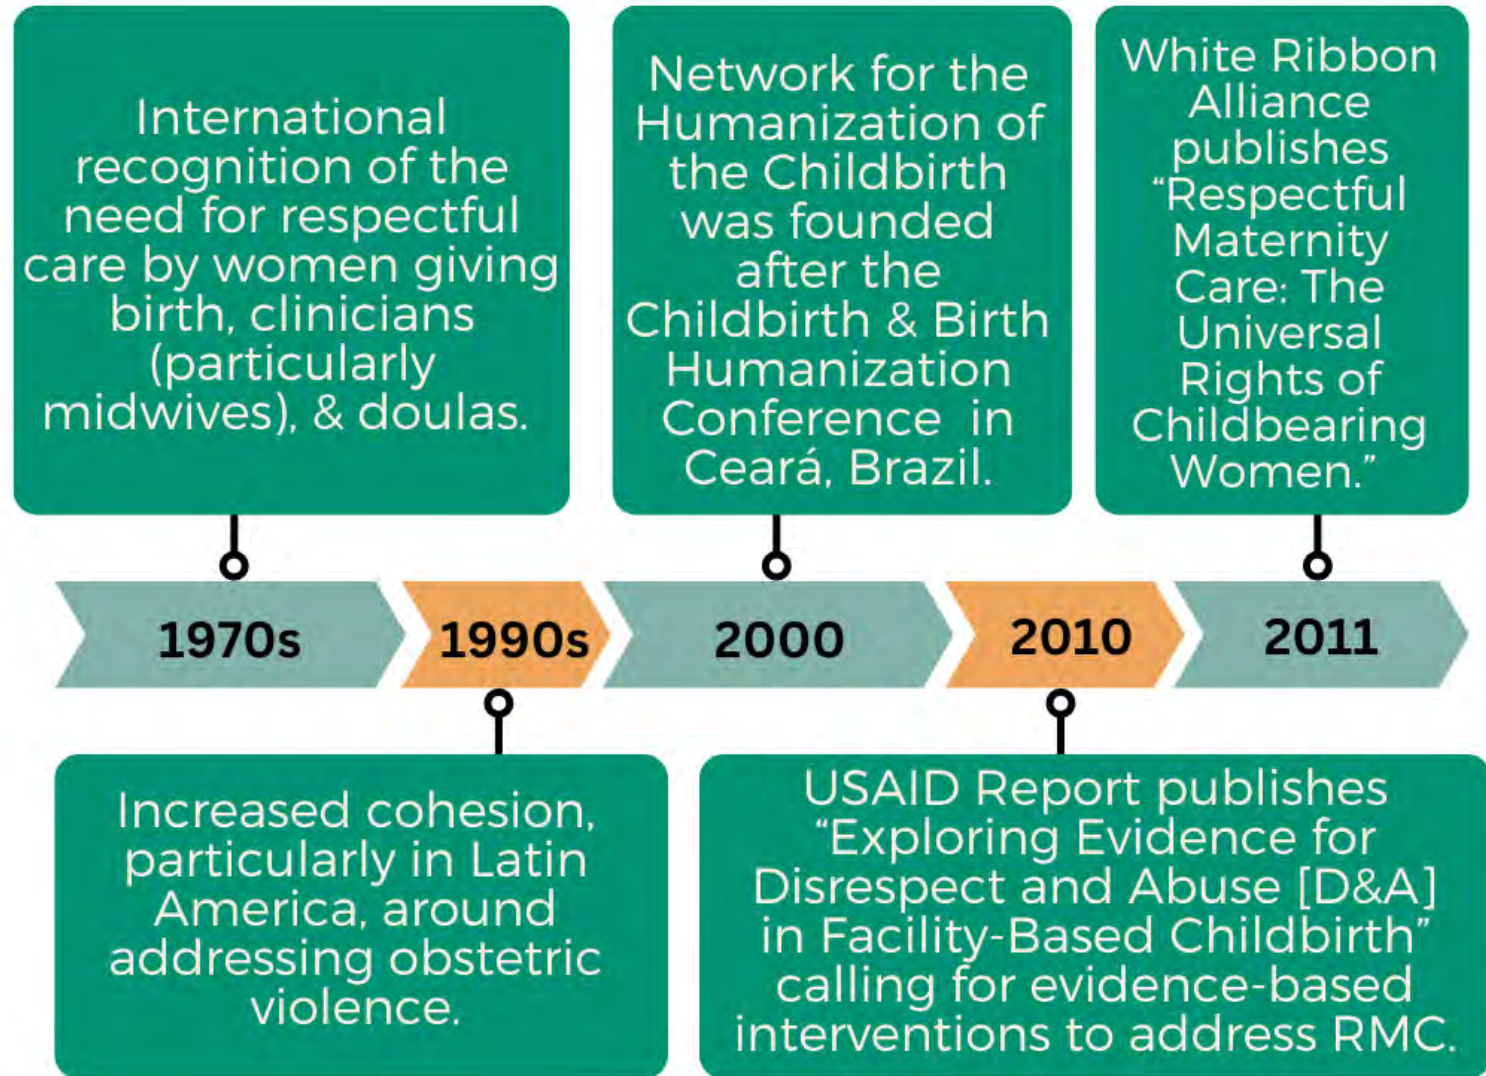 International
recognition of the
need for respectful
care by women giving
birth, clinicians
(particularly
midwives), & doulas.
Network for the
Humanization of
the Childbirth
was founded
after the
Childbirth & Birth
Humanization
Conference in
Ceará, Brazil.
White Ribbon
Alliance
publishes
“Respectful
Maternity
Care: The
Universal
Rights of
Childbearing
Women.”
1970s
1990s
2000
2010
2011
Increased cohesion,
particularly in Latin
America, around
addressing obstetric
violence.
USAID Report publishes
“Exploring Evidence for
Disrespect and Abuse [D&A]
in Facility-Based Childbirth”
calling for evidence-based
interventions to address RMC.